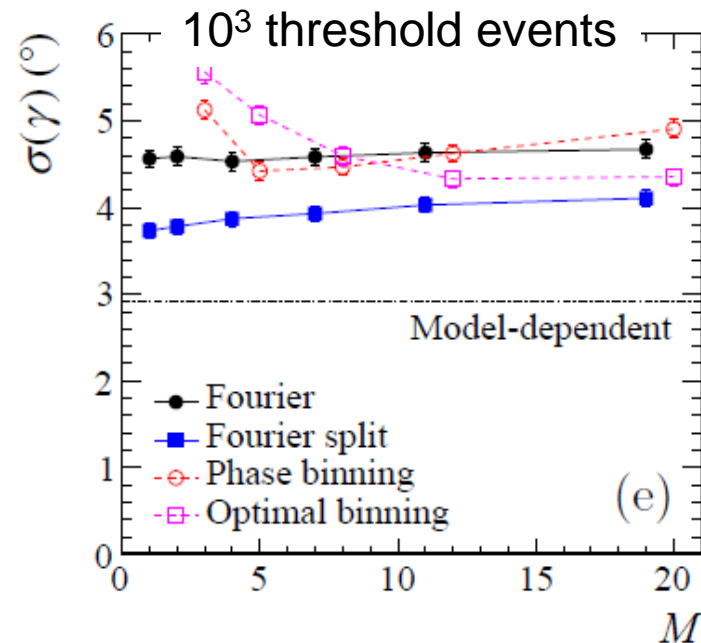 10³ threshold events
σ(γ) (°)
6
5
4
3
2
1
0
Model-dependent
Fourier
Fourier split
Phase binning
Optimal binning
(e)
0 5 10 15 20
M